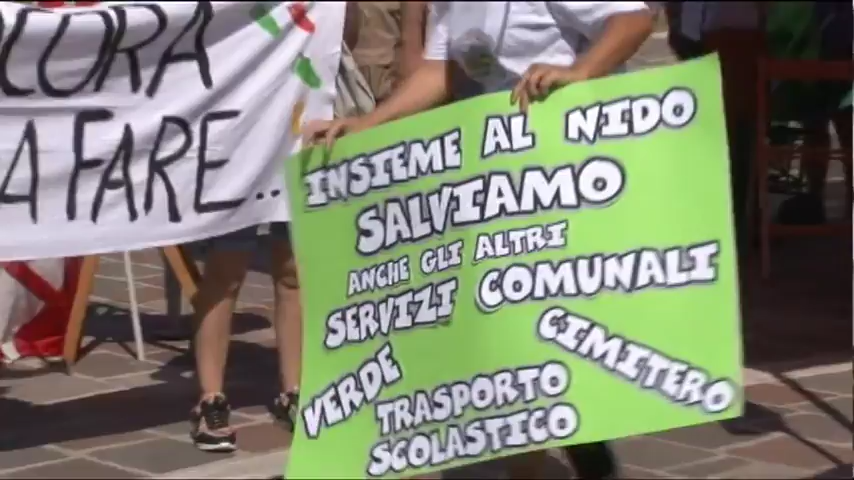 CORA
A FARE...
INSIEME AL NIDO
SALVIAMO
ANCHE GLI ALTRI
SERVIZI COMUNALI
VERDE
CIMITERO
TRASPORTO
SCOLASTICO